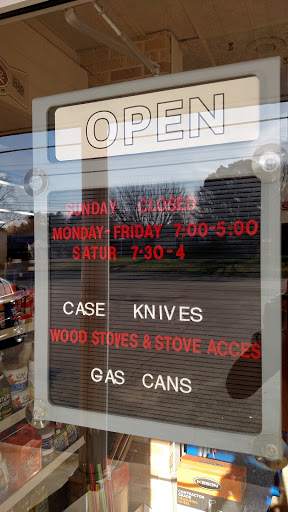 OPEN
SUNDAY CLOSED
MONDAY-FRIDAY 7:00-5:00
SATUR 7:30-4
CASE KNIVES
WOOD STOVES & STOVE ACCES
GAS CANS
KESON